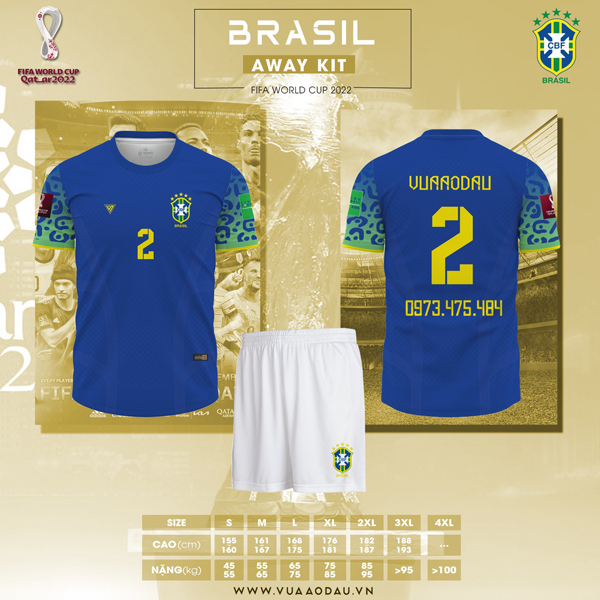 BRASIL
AWAY KIT
FIFA WORLD CUP 2022
FIFA WORLD CUP
Qatar2022
CBF
BRASIL
2
BRASIL
VUAAODAU
2
0973.475.484
BRASIL
SIZE S M L XL 2XL 3XL 4XL
CAO(cm) 155 160 161 167 168 175 176 181 182 187 188 193 ...
NẶNG(kg) 45 55 55 65 65 75 75 85 85 95 >95 >100
WWW.VUAAODAU.VN